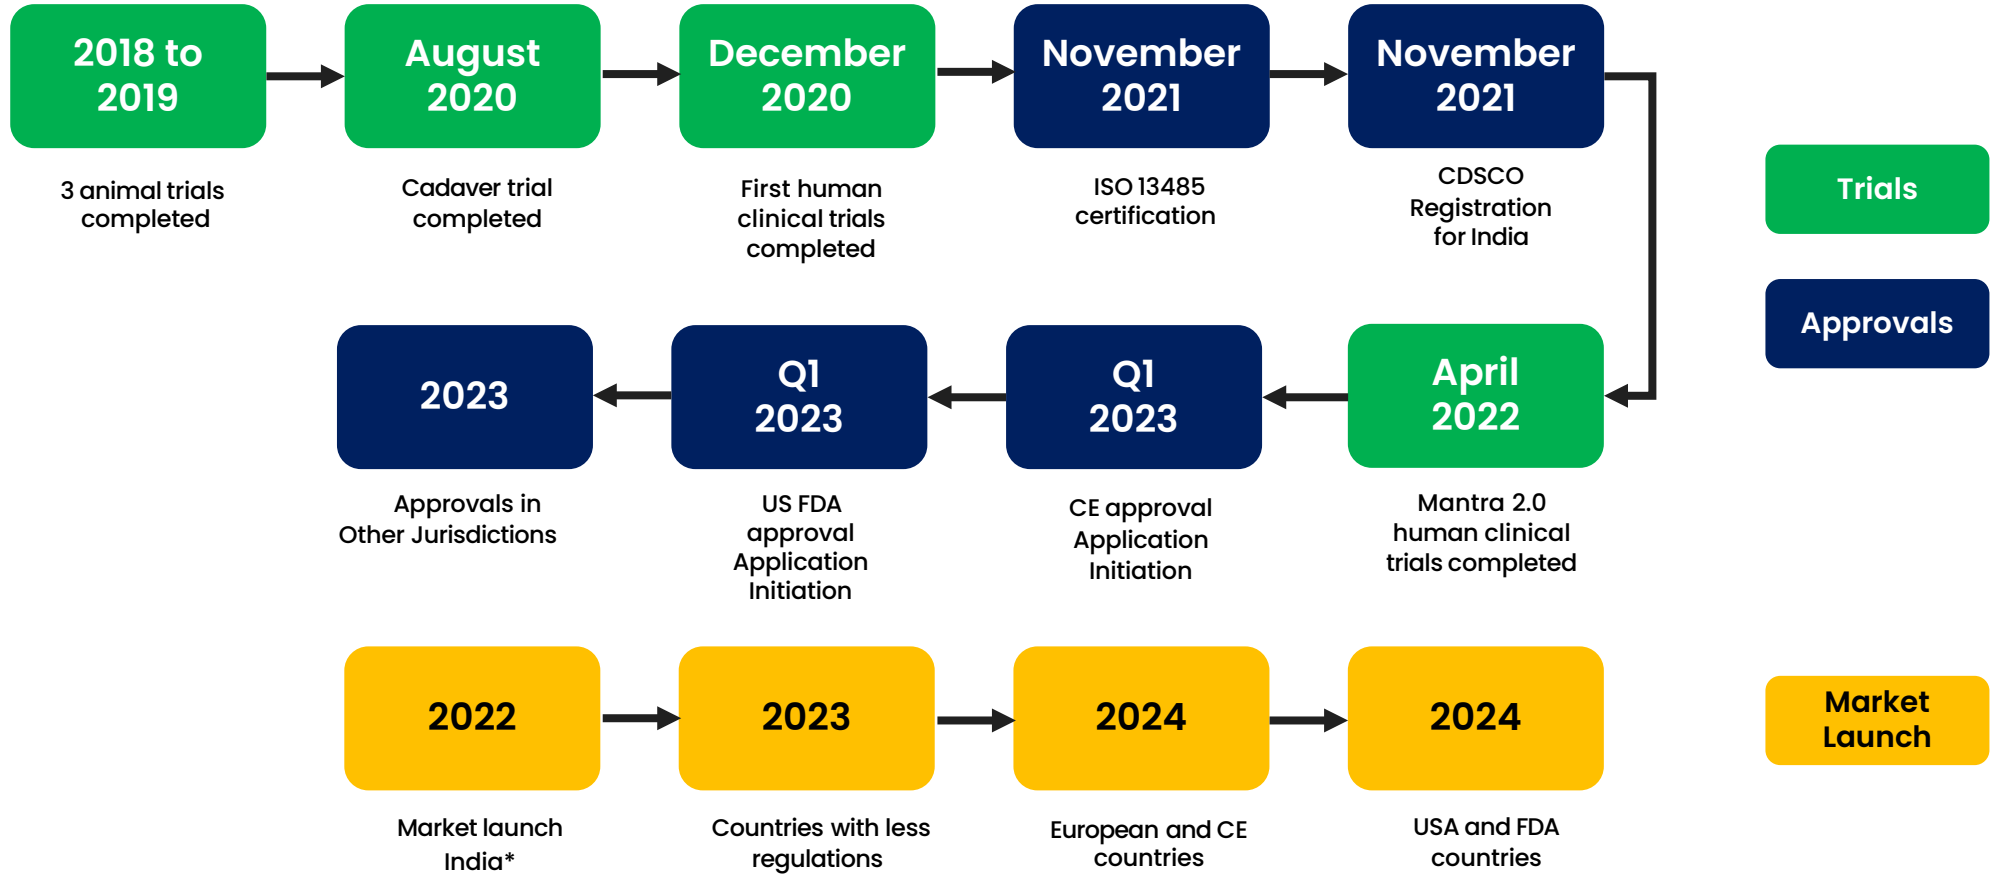 2018 to
2019
August
2020
December
2020
November
2021
November
2021
3 animal trials
completed
Cadaver trial
completed
First human
clinical trials
completed
ISO 13485
certification
CDSCO
Registration
for India
Trials
Approvals
2023
Q1
2023
Q1
2023
April
2022
Approvals in
Other Jurisdictions
US FDA
approval
Application
Initiation
CE approval
Application
Initiation
Mantra 2.0
human clinical
trials completed
2022
2023
2024
2024
Market
Launch
Market launch
India*
Countries with less
regulations
European and CE
countries
USA and FDA
countries